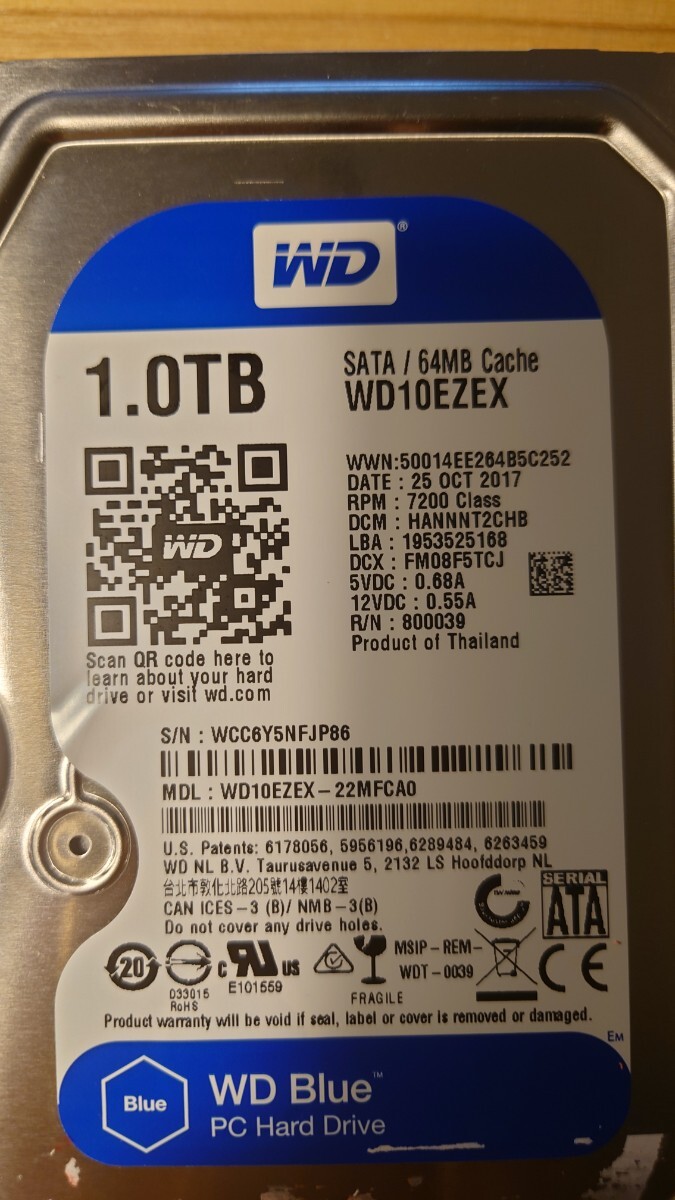 WD®
1.0TB
SATA / 64MB Cache
WD10EZEX
WWN:50014EE264B5C252
DATE : 25 OCT 2017
RPM : 7200 Class
DCM : HANNNT2CHB
LBA : 1953525168
DCX : FM08F5TCJ
5VDC : 0.68A
12VDC : 0.55A
R/N : 800039
Product of Thailand
WD
Scan QR code here to
learn about your hard
drive or visit wd.com
S/N : WCC6Y5NFJP86
MDL : WD10EZEX-22MFCA0
U.S. Patents: 6178056, 5956196,6289484, 6263459
WD NL B.V. Taurusavenue 5, 2132 LS Hoofddorp NL
台北市敦化北路205號14樓1402室
CAN ICES-3 (B)/ NMB-3(B)
Do not cover any drive holes.
SERIAL
ATA
20
D33015
RoHS
c RU US
E101559
FRAGILE
MSIP-REM-
WDT-0039
CE
Product warranty will be void if seal, label or cover is removed or damaged.
EM
Blue
WD Blue™
PC Hard Drive